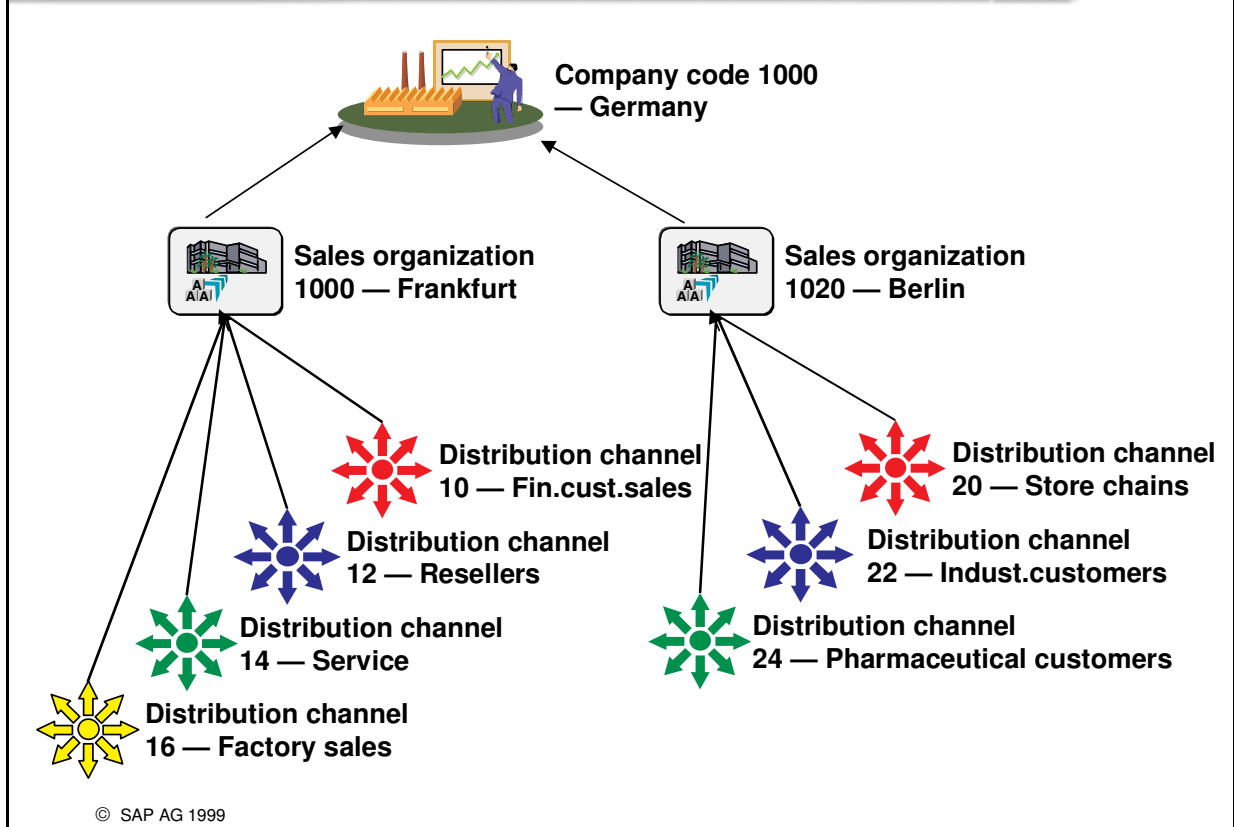 Company code 1000
— Germany
Sales organization
1000 — Frankfurt
Sales organization
1020 — Berlin
A
A A
A
A A
Distribution channel
10 — Fin.cust.sales
Distribution channel
20 — Store chains
Distribution channel
12 — Resellers
Distribution channel
22 — Indust.customers
Distribution channel
14 — Service
Distribution channel
24 — Pharmaceutical customers
Distribution channel
16 — Factory sales
© SAP AG 1999